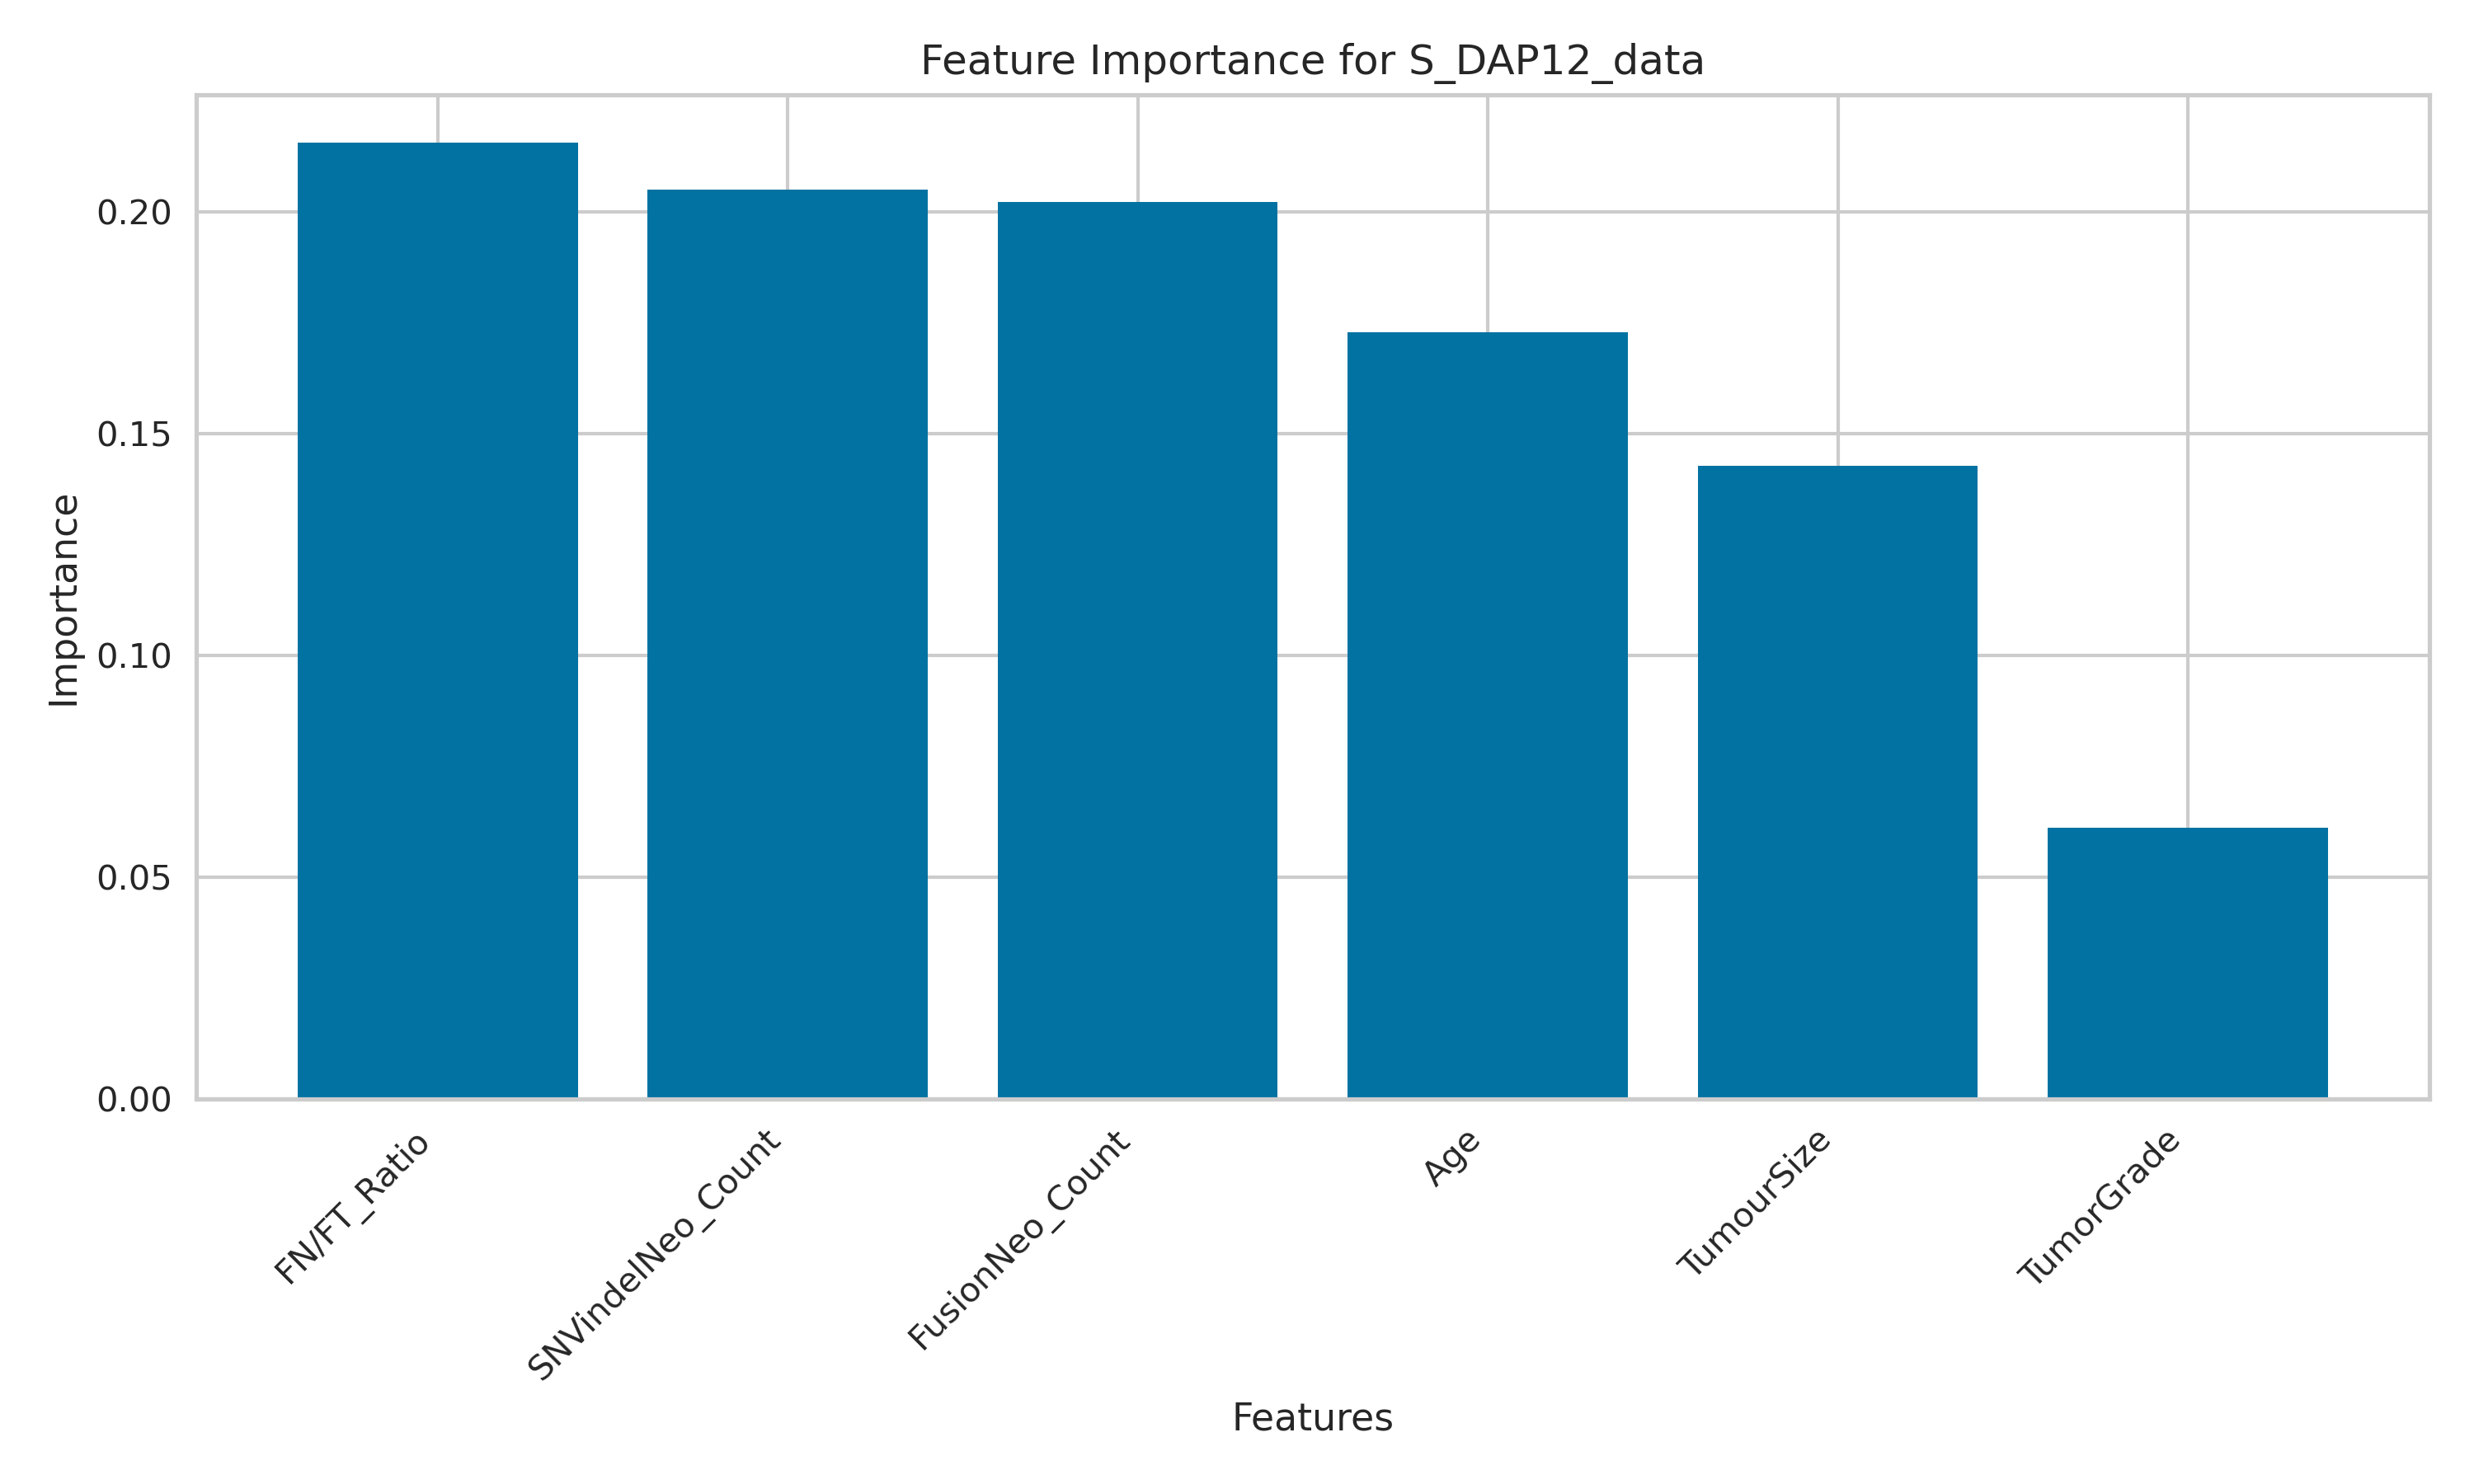 Feature Importance for S_DAP12_data
Importance
0.20
0.15
0.10
0.05
0.00
FN/FT_Ratio
SNVindelNeo_Count
FusionNeo_Count
Age
TumourSize
TumorGrade
Features